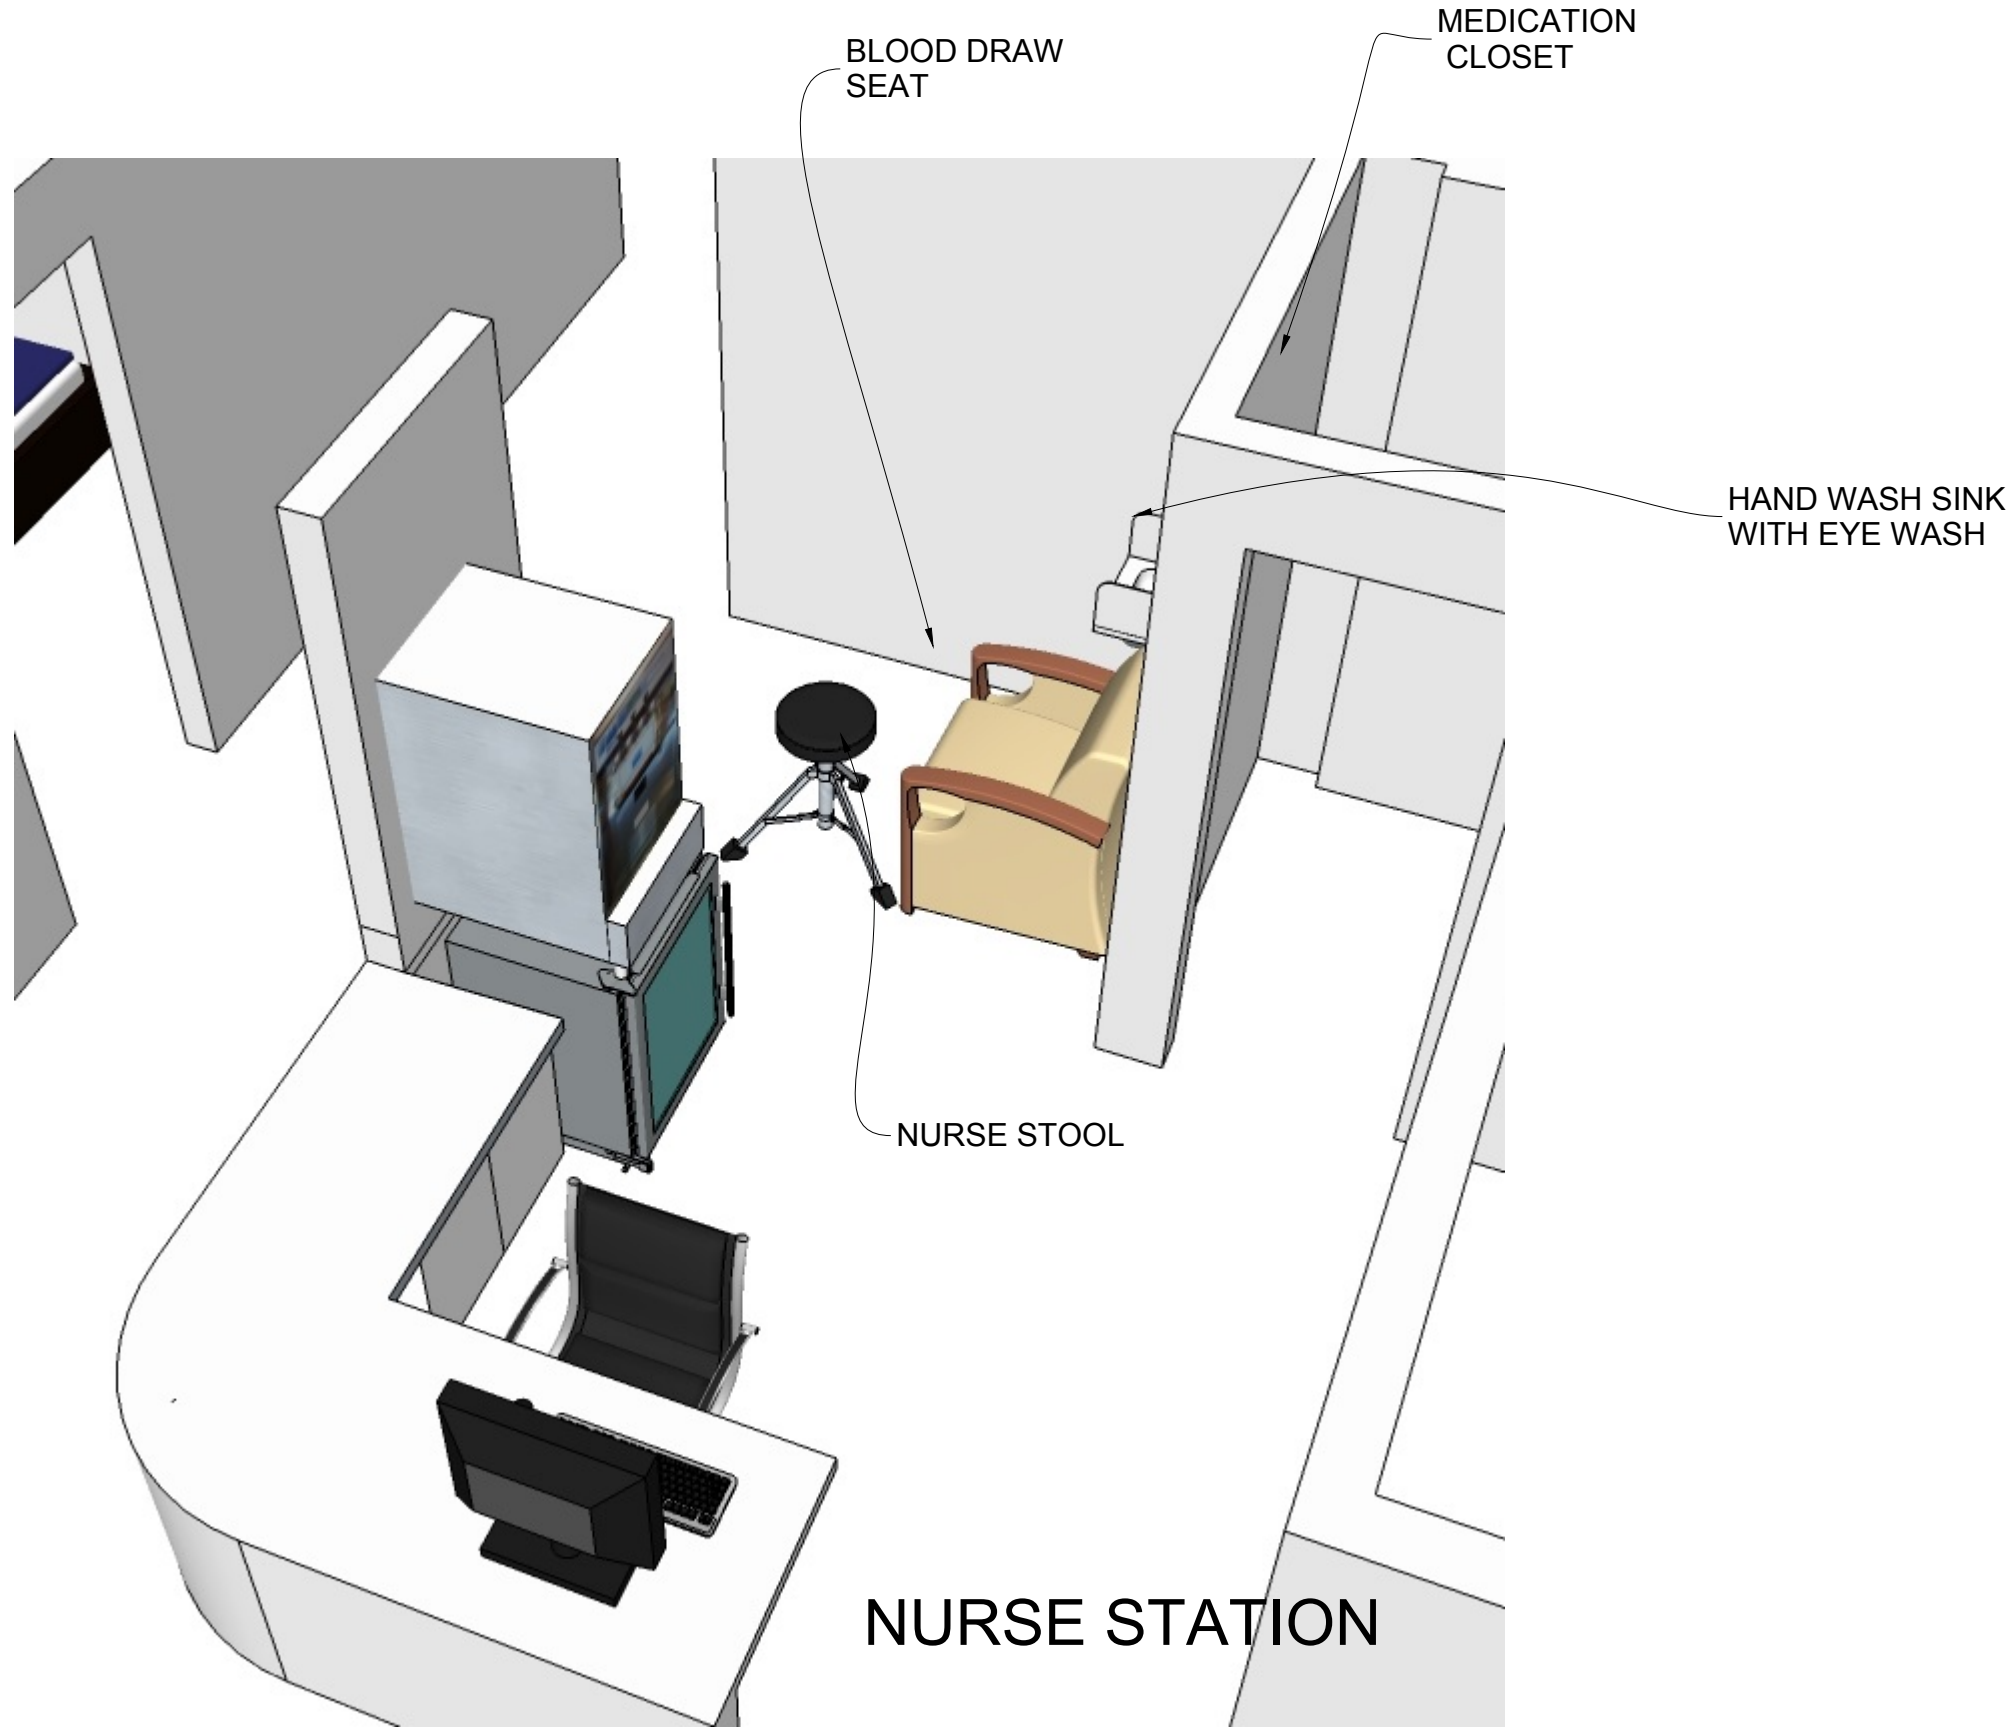 BLOOD DRAW
SEAT
MEDICATION
CLOSET
HAND WASH SINK
WITH EYE WASH
NURSE STOOL
NURSE STATION